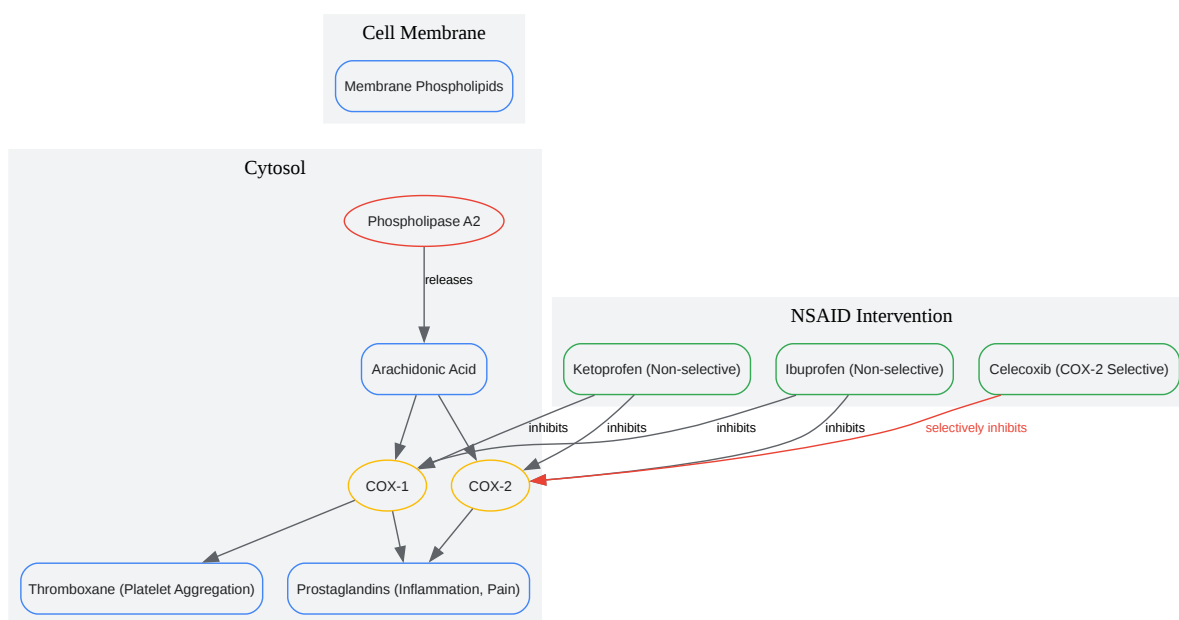 Cell Membrane
Membrane Phospholipids
Cytosol
Phospholipase A2
releases
NSAID Intervention
Arachidonic Acid
Ketoprofen (Non-selective)
Ibuprofen (Non-selective)
Celecoxib (COX-2 Selective)
inhibits
inhibits
inhibits
inhibits
selectively inhibits
COX-1
COX-2
Thromboxane (Platelet Aggregation)
Prostaglandins (Inflammation, Pain)